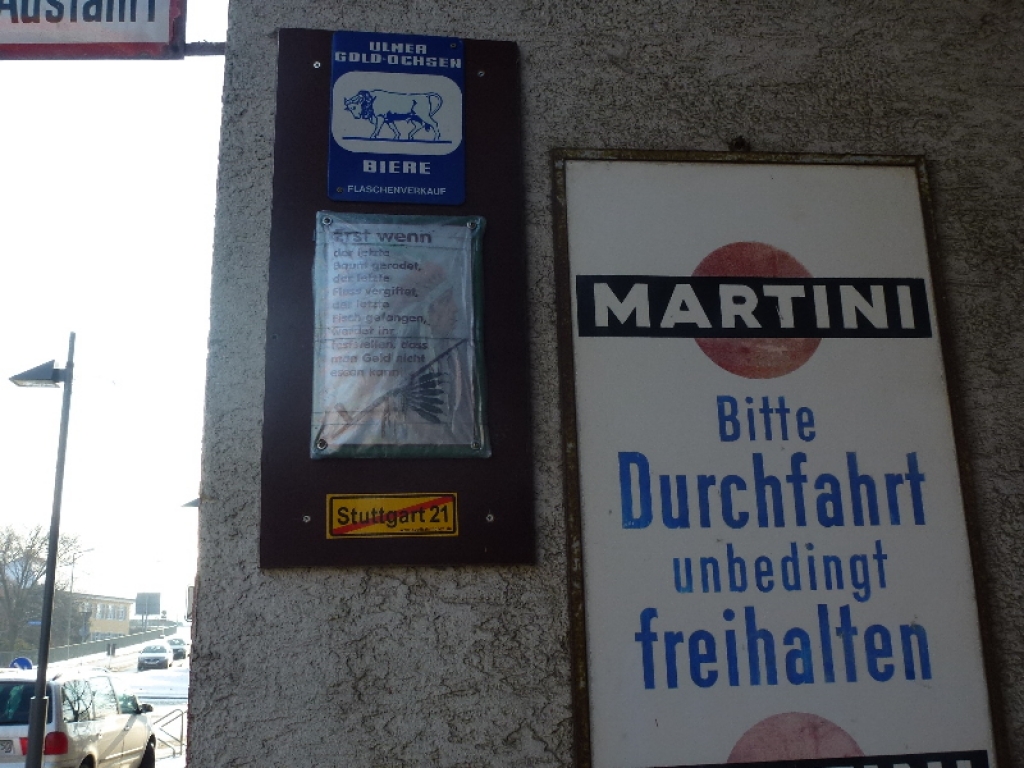 Ausfahrt
ULMER
GOLD-OCHSEN
BIERE
FLASCHENVERKAUF
erst wenn
der letzte
Baum gerodet,
der letzte
Fluss vergiftet,
der letzte
Fisch gefangen,
werdet ihr
feststellen, dass
man Geld nicht
essen kann
Stuttgart 21
MARTINI
Bitte
Durchfahrt
unbedingt
freihalten